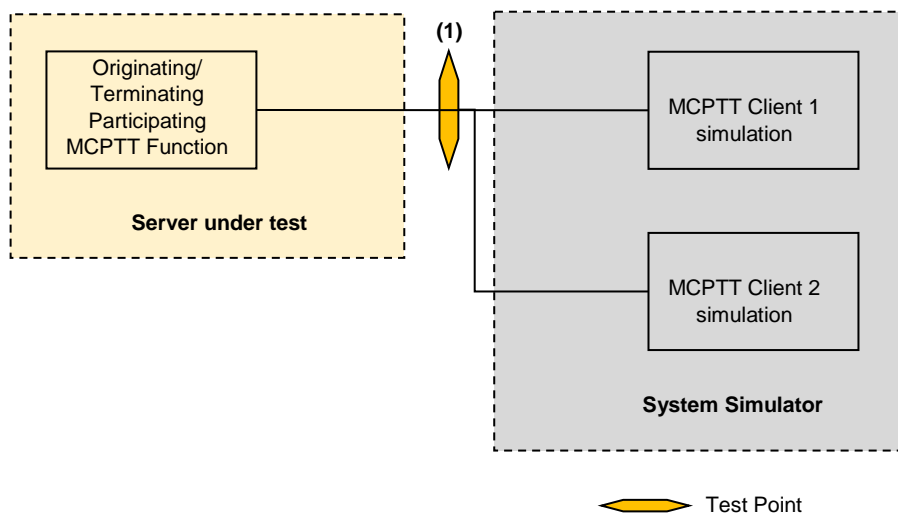 (1)
Originating/
Terminating
Participating
MCPTT Function
Server under test
MCPTT Client 1
simulation
MCPTT Client 2
simulation
System Simulator
Test Point